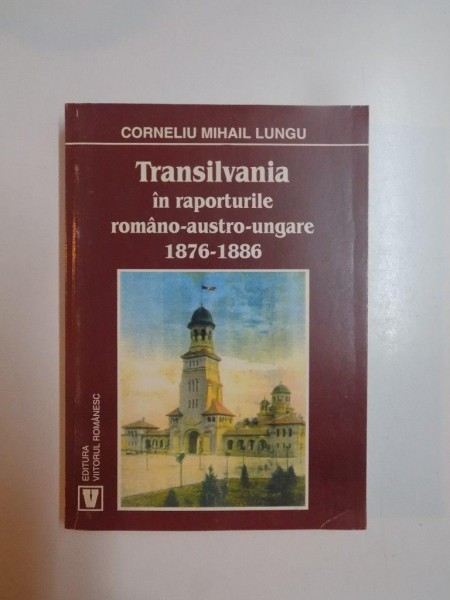 CORNELIU MIHAIL LUNGU
Transilvania
în raporturile
româno-austro-ungare
1876-1886
EDITURA
VIITORUL ROMÂNESC
V